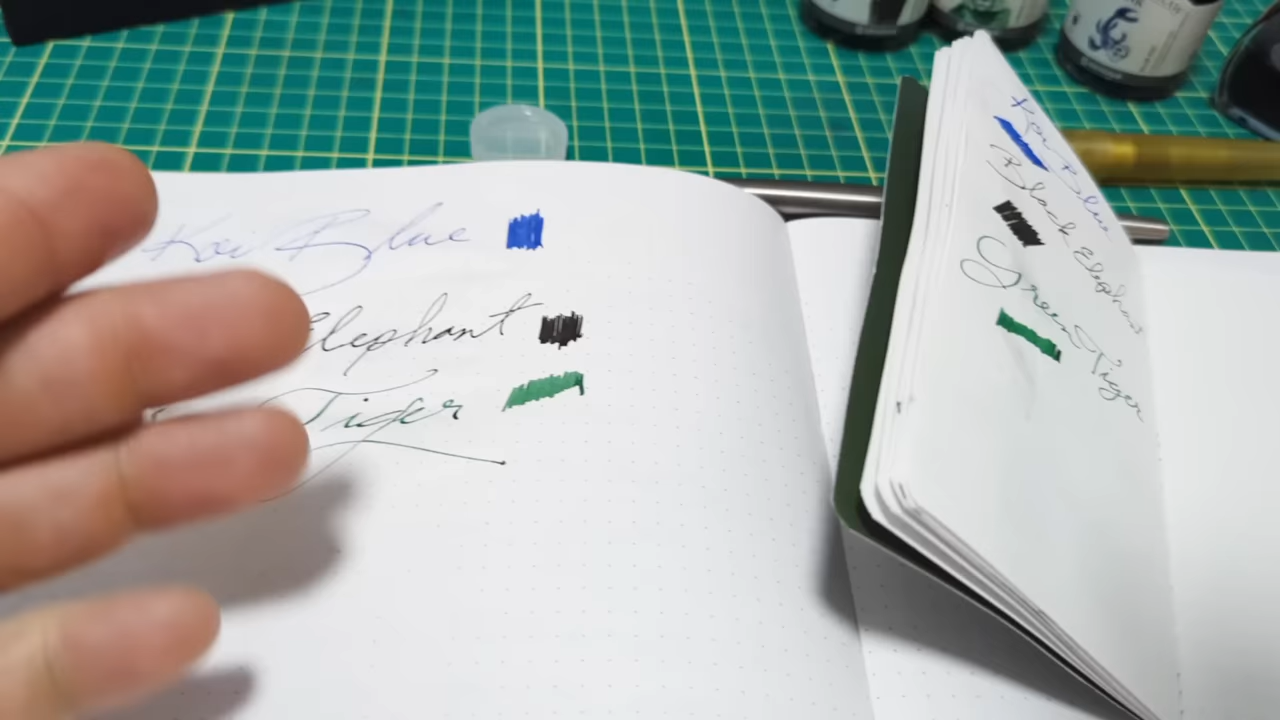 Koi Blue
Elephant
Tiger
Koi Blue
Black Elephant
Green Tiger